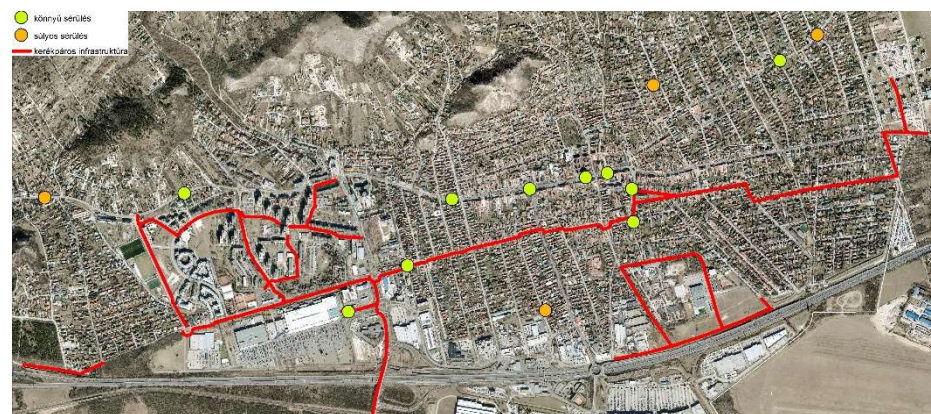 könnyű sérülés
súlyos sérülés
kerékpáros infrastruktúra